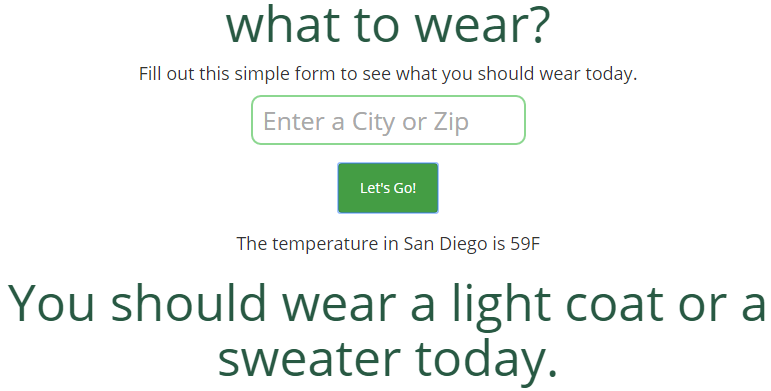 what to wear?
Fill out this simple form to see what you should wear today.
Enter a City or Zip
Let's Go!
The temperature in San Diego is 59F
You should wear a light coat or a
sweater today.